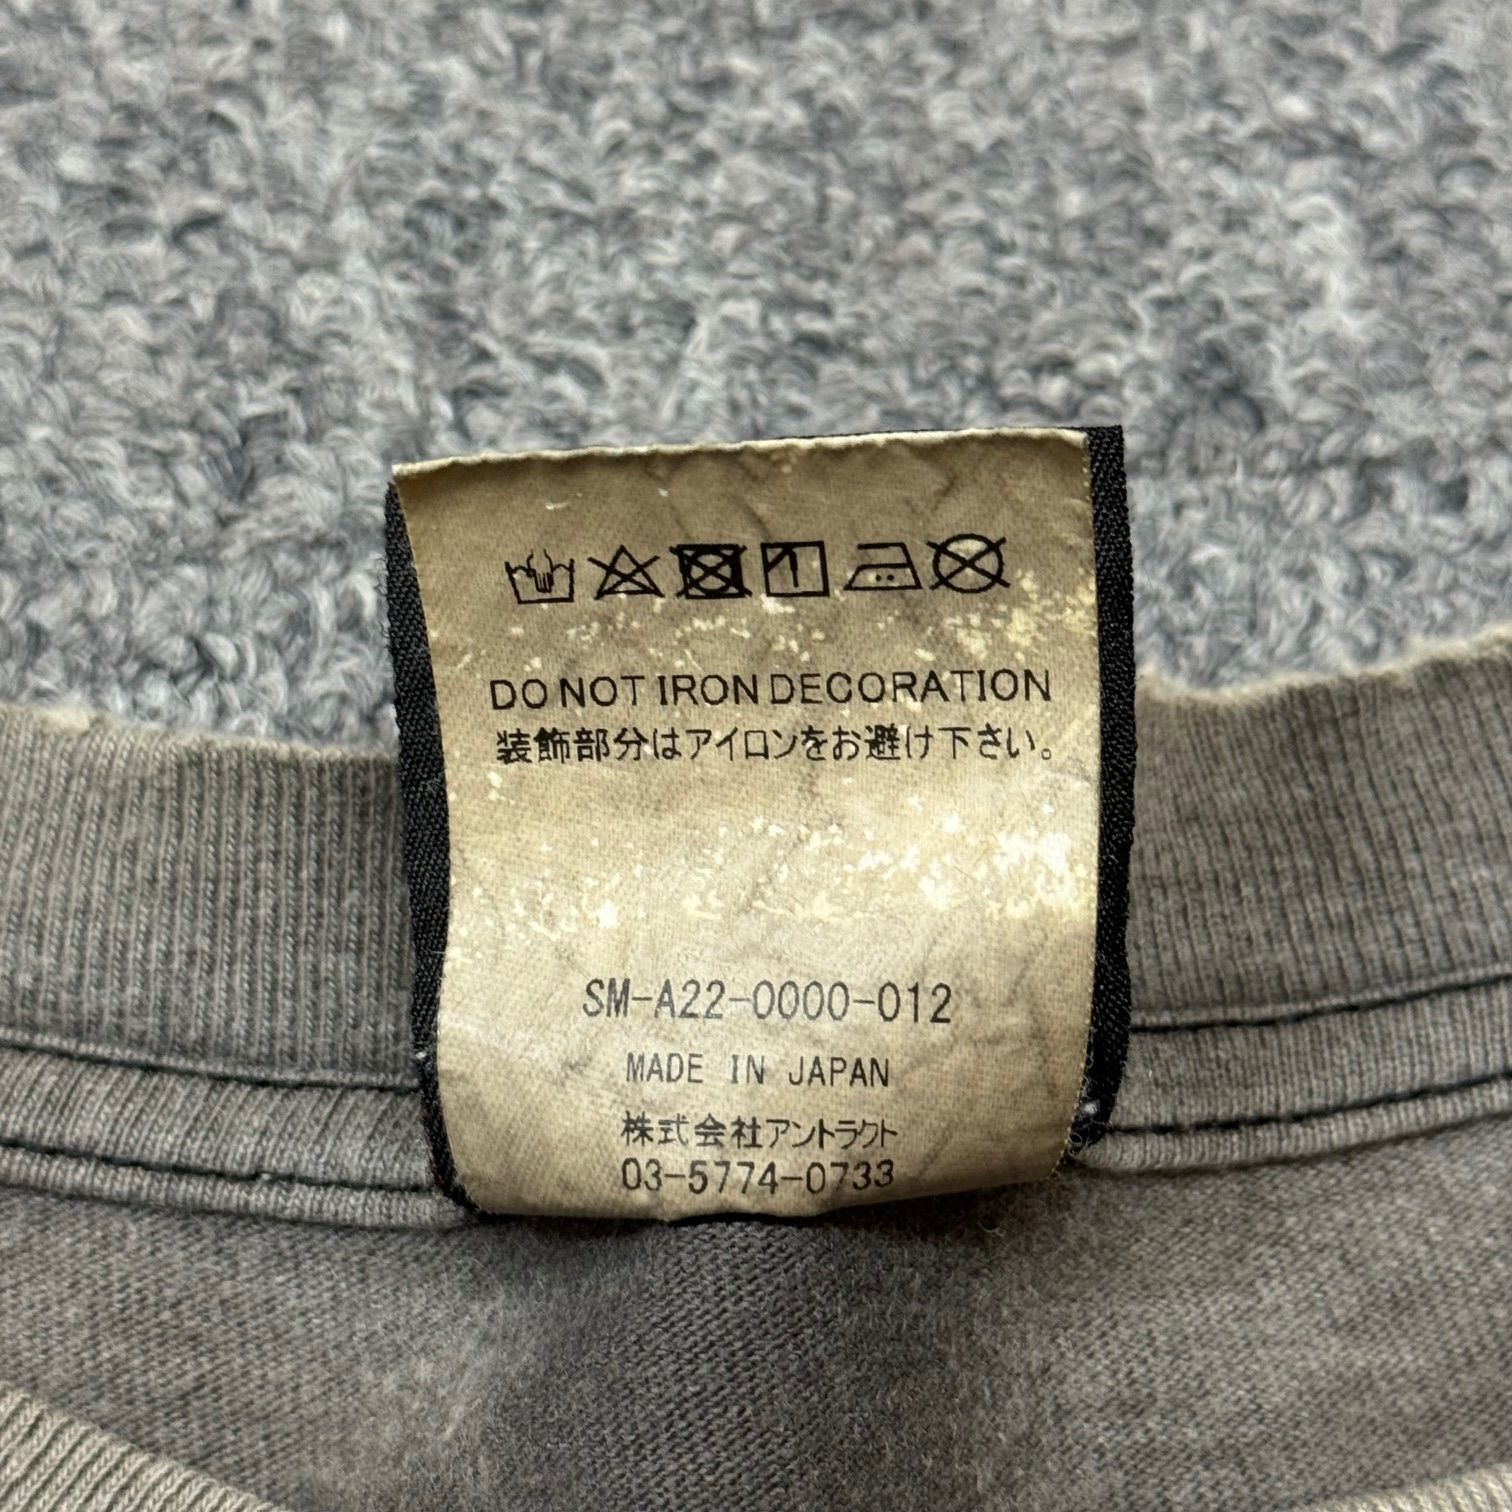 DO NOT IRON DECORATION
装飾部分はアイロンをお避け下さい。
SM-A22-0000-012
MADE IN JAPAN
株式会社アントラクト
03-5774-0733